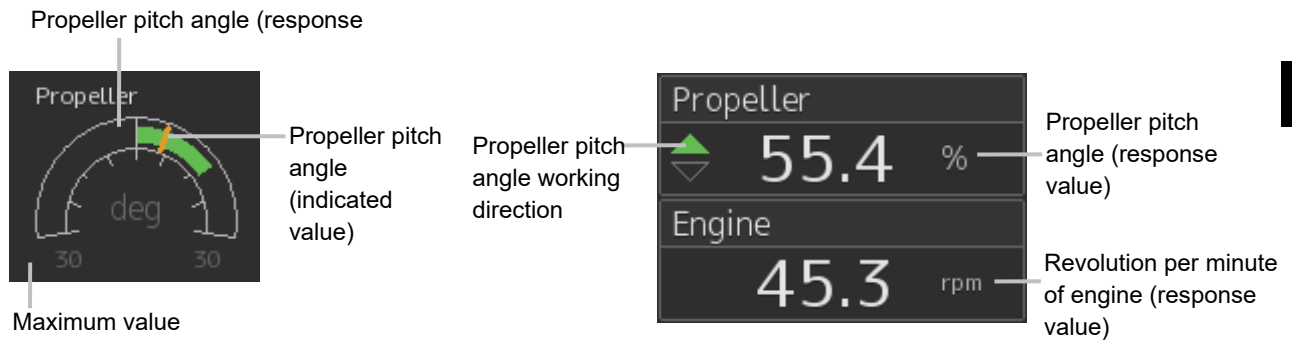 Propeller pitch angle (response
Propeller
deg
30 30
Maximum value
Propeller pitch
angle
(indicated
value)
Propeller pitch
angle working
direction
Propeller
55.4 %
Engine
45.3 rpm
Propeller pitch
angle (response
value)
Revolution per minute
of engine (response
value)